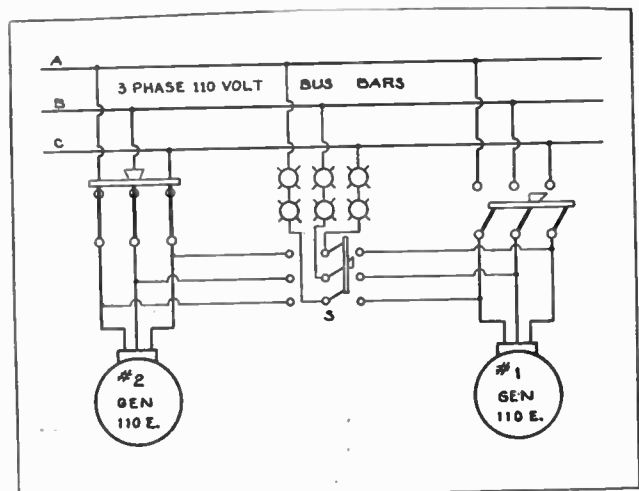 A
3 PHASE 110 VOLT BUS BARS
B
C
S
#2
GEN
110 E.
#1
GEN
110 E.